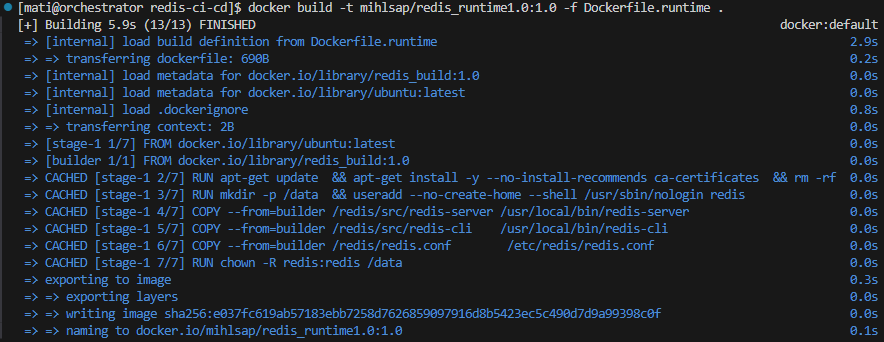 [mati@orchestrator redis-ci-cd]$ docker build -t mihlsap/redis_runtime1.0:1.0 -f Dockerfile.runtime .
[+] Building 5.9s (13/13) FINISHED docker:default
=> [internal] load build definition from Dockerfile.runtime 2.9s
=> => transferring dockerfile: 690B 0.2s
=> [internal] load metadata for docker.io/library/redis_build:1.0 0.0s
=> [internal] load metadata for docker.io/library/ubuntu:latest 0.0s
=> [internal] load .dockerignore 0.8s
=> => transferring context: 2B 0.0s
=> [stage-1 1/7] FROM docker.io/library/ubuntu:latest 0.0s
=> [builder 1/1] FROM docker.io/library/redis_build:1.0 0.0s
=> CACHED [stage-1 2/7] RUN apt-get update  && apt-get install -y --no-install-recommends ca-certificates  && rm -rf 0.0s
=> CACHED [stage-1 3/7] RUN mkdir -p /data  && useradd --no-create-home --shell /usr/sbin/nologin redis 0.0s
=> CACHED [stage-1 4/7] COPY --from=builder /redis/src/redis-server /usr/local/bin/redis-server 0.0s
=> CACHED [stage-1 5/7] COPY --from=builder /redis/src/redis-cli    /usr/local/bin/redis-cli 0.0s
=> CACHED [stage-1 6/7] COPY --from=builder /redis/redis.conf       /etc/redis/redis.conf 0.0s
=> CACHED [stage-1 7/7] RUN chown -R redis:redis /data 0.0s
=> exporting to image 0.3s
=> => exporting layers 0.0s
=> => writing image sha256:e037fc619ab57183ebb7258d7626859097916d8b5423ec5c490d7d9a99398c0f 0.0s
=> => naming to docker.io/mihlsap/redis_runtime1.0:1.0 0.1s